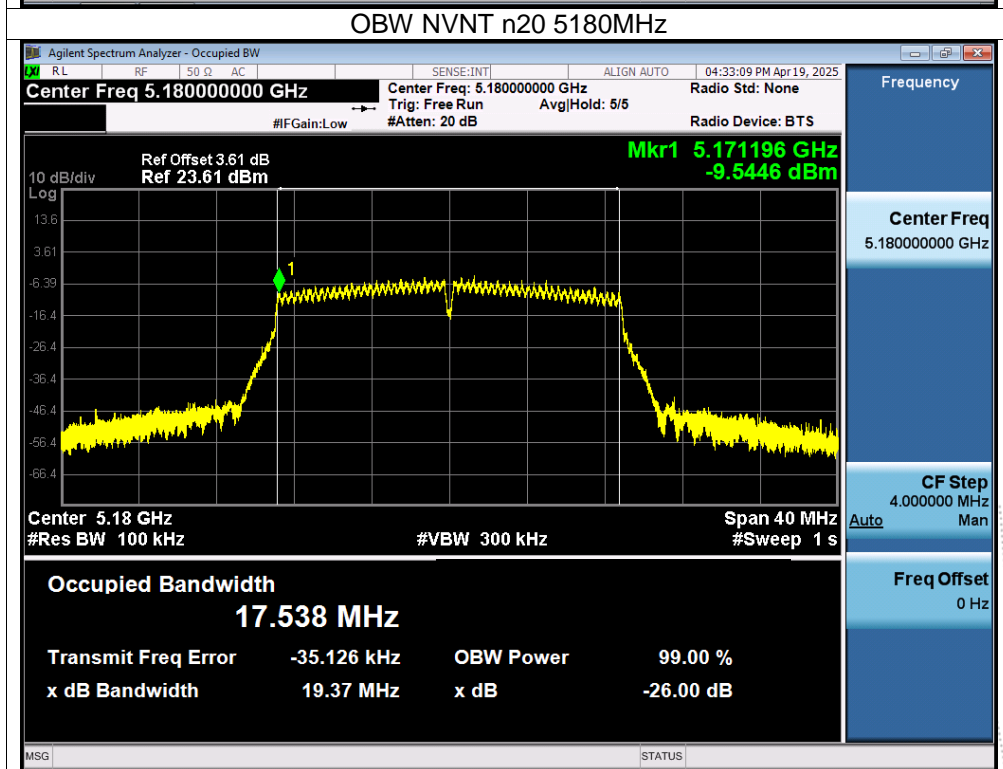 OBW NVNT n20 5180MHz
Agilent Spectrum Analyzer - Occupied BW
LXI RL RF 50 Ω AC SENSE:INT ALIGN AUTO 04:33:09 PM Apr 19, 2025
Center Freq 5.180000000 GHz
Center Freq: 5.180000000 GHz
Radio Std: None
Trig: Free Run Avg|Hold: 5/5
#IFGain:Low #Atten: 20 dB Radio Device: BTS
Frequency
Mkr1 5.171196 GHz
-9.5446 dBm
Ref Offset 3.61 dB
10 dB/div Ref 23.61 dBm
Log
13.6
3.61
-6.39
-16.4
-26.4
-36.4
-46.4
-56.4
-66.4
1
Center 5.18 GHz Span 40 MHz
#Res BW 100 kHz #VBW 300 kHz #Sweep 1 s
Occupied Bandwidth
17.538 MHz
Transmit Freq Error -35.126 kHz OBW Power 99.00 %
x dB Bandwidth 19.37 MHz x dB -26.00 dB
Center Freq
5.180000000 GHz
CF Step
4.000000 MHz
Auto Man
Freq Offset
0 Hz
MSG STATUS